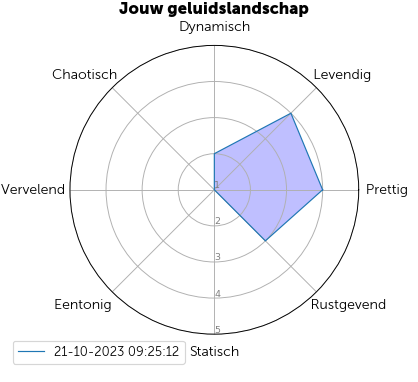 Jouw geluidslandschap
Dynamisch
Chaotisch
Levendig
Vervelend
Prettig
1
2
3
4
5
Eentonig
Rustgevend
21-10-2023 09:25:12
Statisch